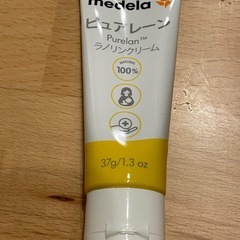 medela
ピュアレーン
Purelan™
ラノリンクリーム
NATURAL
100%
37g/1.3 oz